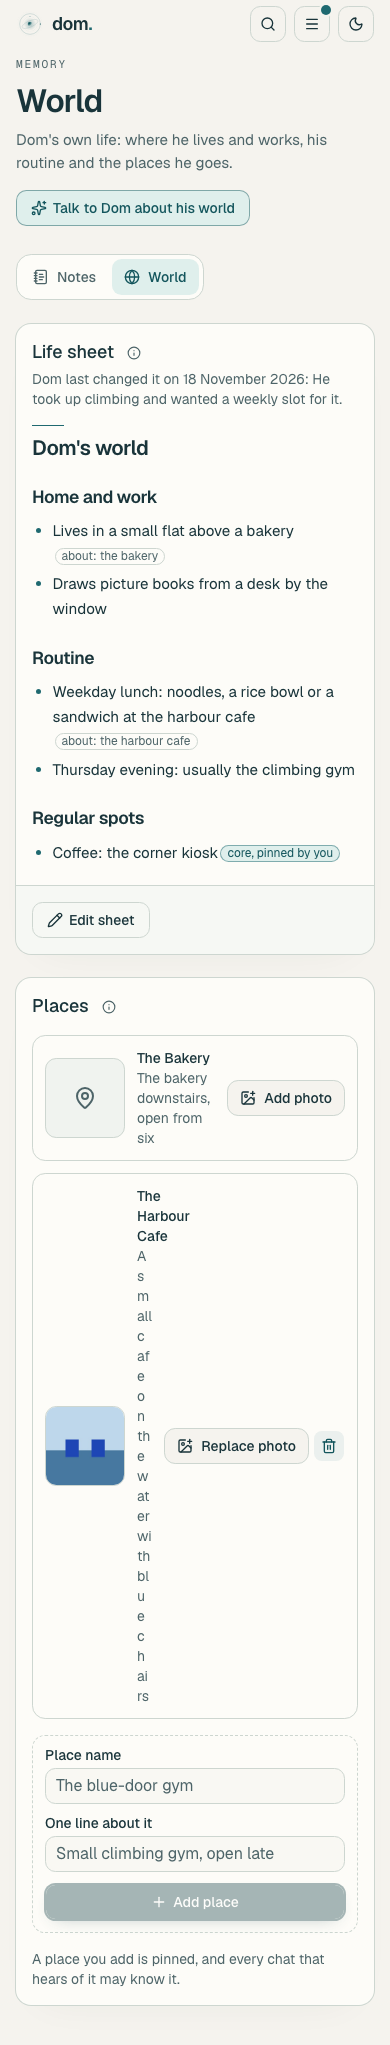 dom.
MEMORY
World
Dom's own life: where he lives and works, his
routine and the places he goes.
Talk to Dom about his world
Notes
World
Life sheet
Dom last changed it on 18 November 2026: He
took up climbing and wanted a weekly slot for it.
Dom's world
Home and work
Lives in a small flat above a bakery
about: the bakery
Draws picture books from a desk by the
window
Routine
Weekday lunch: noodles, a rice bowl or a
sandwich at the harbour cafe
about: the harbour cafe
Thursday evening: usually the climbing gym
Regular spots
Coffee: the corner kiosk core, pinned by you
Edit sheet
Places
The Bakery
The bakery
downstairs,
open from
six
Add photo
The
Harbour
Cafe
A
s
m
all
c
af
e
o
n
th
e
w
at
er
wi
th
bl
u
e
c
h
ai
rs
Replace photo
Place name
The blue-door gym
One line about it
Small climbing gym, open late
Add place
A place you add is pinned, and every chat that
hears of it may know it.